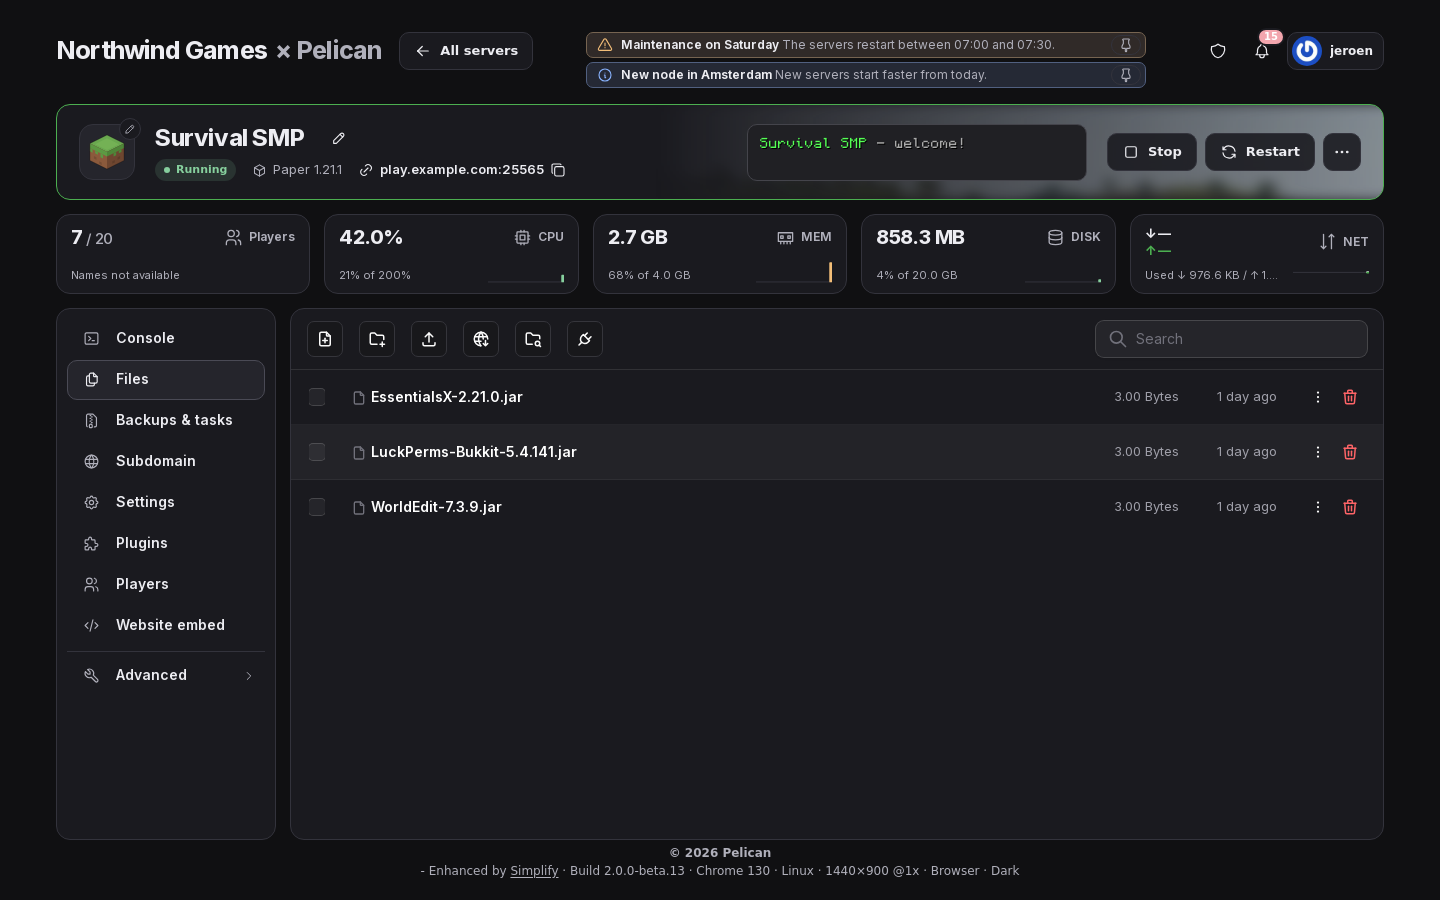 Northwind Games × Pelican
All servers
Maintenance on Saturday The servers restart between 07:00 and 07:30.
New node in Amsterdam New servers start faster from today.
15
jeroen
Survival SMP
Running
Paper 1.21.1
play.example.com:25565
Survival SMP - welcome!
Stop
Restart
7 / 20
Players
Names not available
42.0%
CPU
21% of 200%
2.7 GB
MEM
68% of 4.0 GB
858.3 MB
DISK
4% of 20.0 GB
↓—
↑—
NET
Used ↓ 976.6 KB / ↑ 1....
Console
Files
Backups & tasks
Subdomain
Settings
Plugins
Players
Website embed
Advanced
Search
EssentialsX-2.21.0.jar 3.00 Bytes 1 day ago
LuckPerms-Bukkit-5.4.141.jar 3.00 Bytes 1 day ago
WorldEdit-7.3.9.jar 3.00 Bytes 1 day ago
© 2026 Pelican
- Enhanced by Simplify · Build 2.0.0-beta.13 · Chrome 130 · Linux · 1440×900 @1x · Browser · Dark